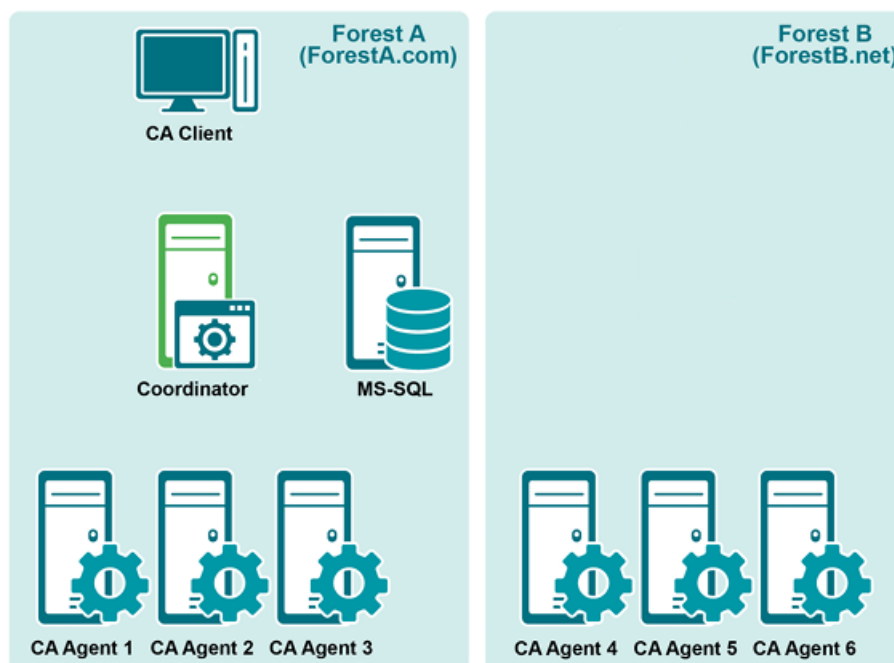 Forest A
(ForestA.com)
Forest B
(ForestB.net)
CA Client
Coordinator
MS-SQL
CA Agent 1
CA Agent 2
CA Agent 3
CA Agent 4
CA Agent 5
CA Agent 6